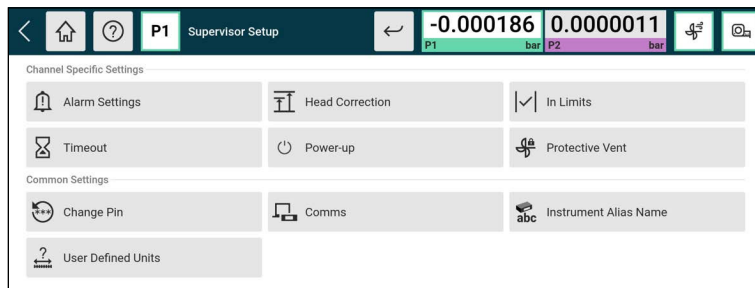 P1 Supervisor Setup -0.000186 0.0000011
P1 bar P2 bar
Channel Specific Settings
Alarm Settings Head Correction In Limits
Timeout Power-up Protective Vent
Common Settings
*** Change Pin Comms abc Instrument Alias Name
? User Defined Units